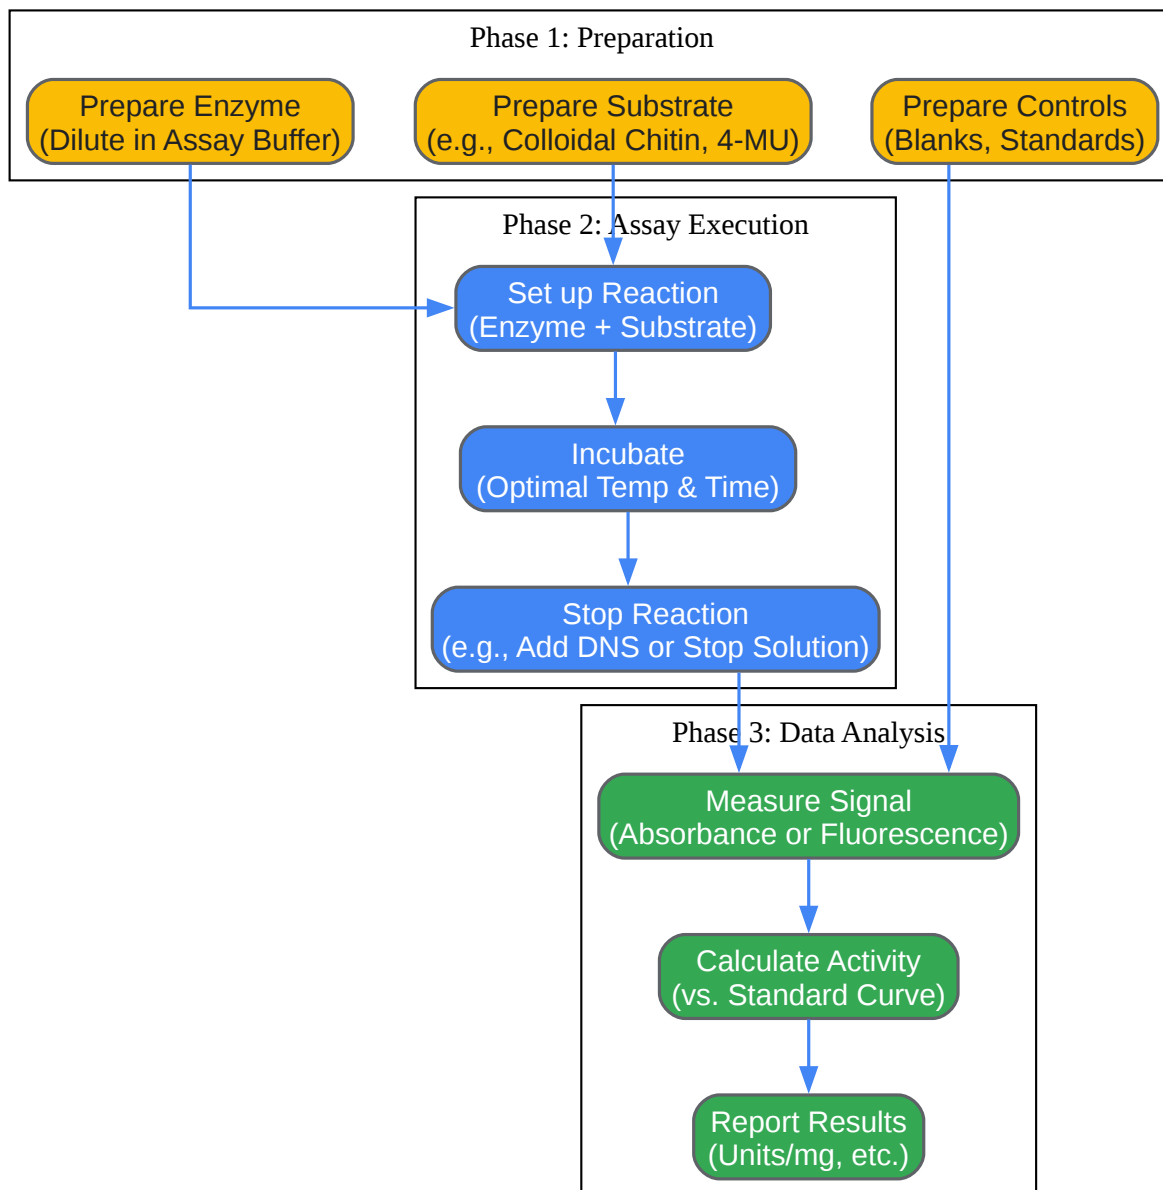 Phase 1: Preparation
Prepare Enzyme
(Dilute in Assay Buffer)
Prepare Substrate
(e.g., Colloidal Chitin, 4-MU)
Prepare Controls
(Blanks, Standards)
Phase 2: Assay Execution
Set up Reaction
(Enzyme + Substrate)
Incubate
(Optimal Temp & Time)
Stop Reaction
(e.g., Add DNS or Stop Solution)
Phase 3: Data Analysis
Measure Signal
(Absorbance or Fluorescence)
Calculate Activity
(vs. Standard Curve)
Report Results
(Units/mg, etc.)